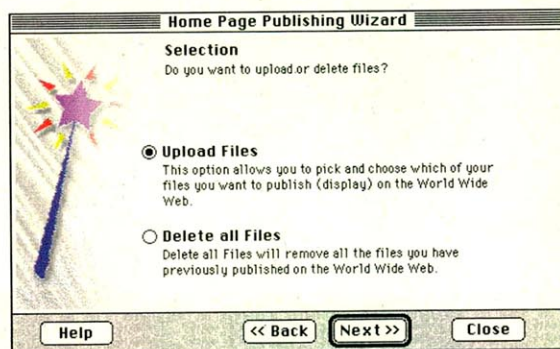 Home Page Publishing Wizard
Selection
Do you want to upload or delete files?
Upload Files
This option allows you to pick and choose which of your
files you want to publish (display) on the World Wide
Web.
Delete all Files
Delete all Files will remove all the files you have
previously published on the World Wide Web.
Help
<< Back
Next >>
Close